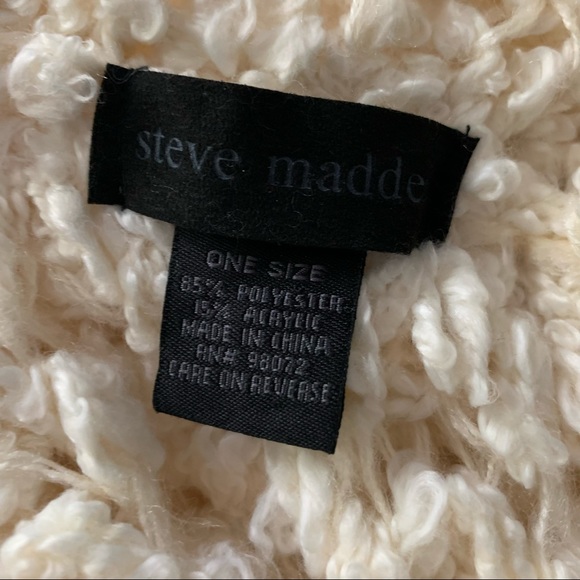 steve madde
ONE SIZE
85% POLYESTER
15% ACRYLIC
MADE IN CHINA
RN# 98072
CARE ON REVERSE